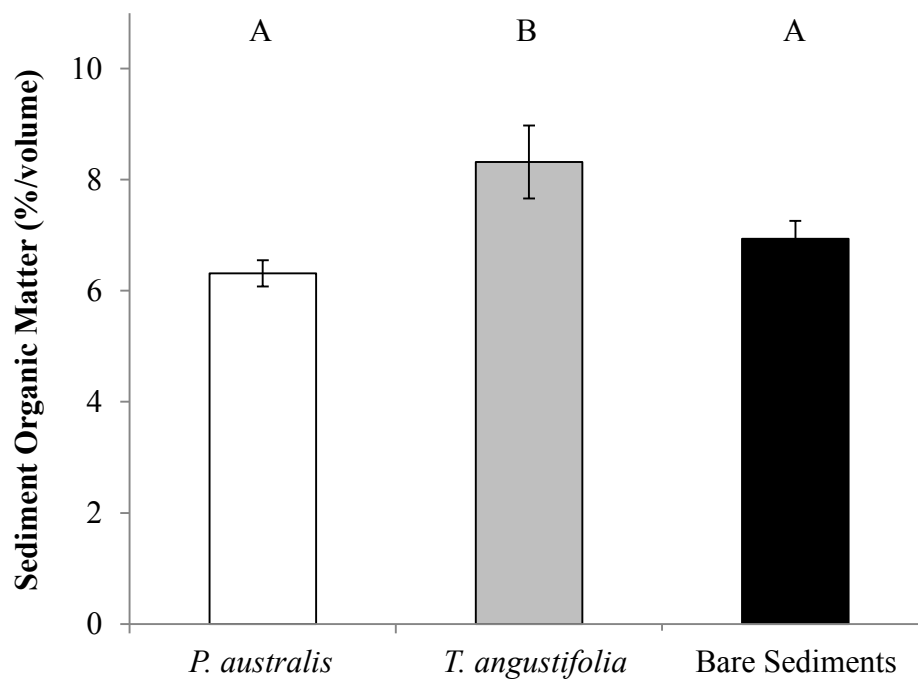 A B A
Sediment Organic Matter (%/volume)
10
8
6
4
2
0
P. australis T. angustifolia Bare Sediments